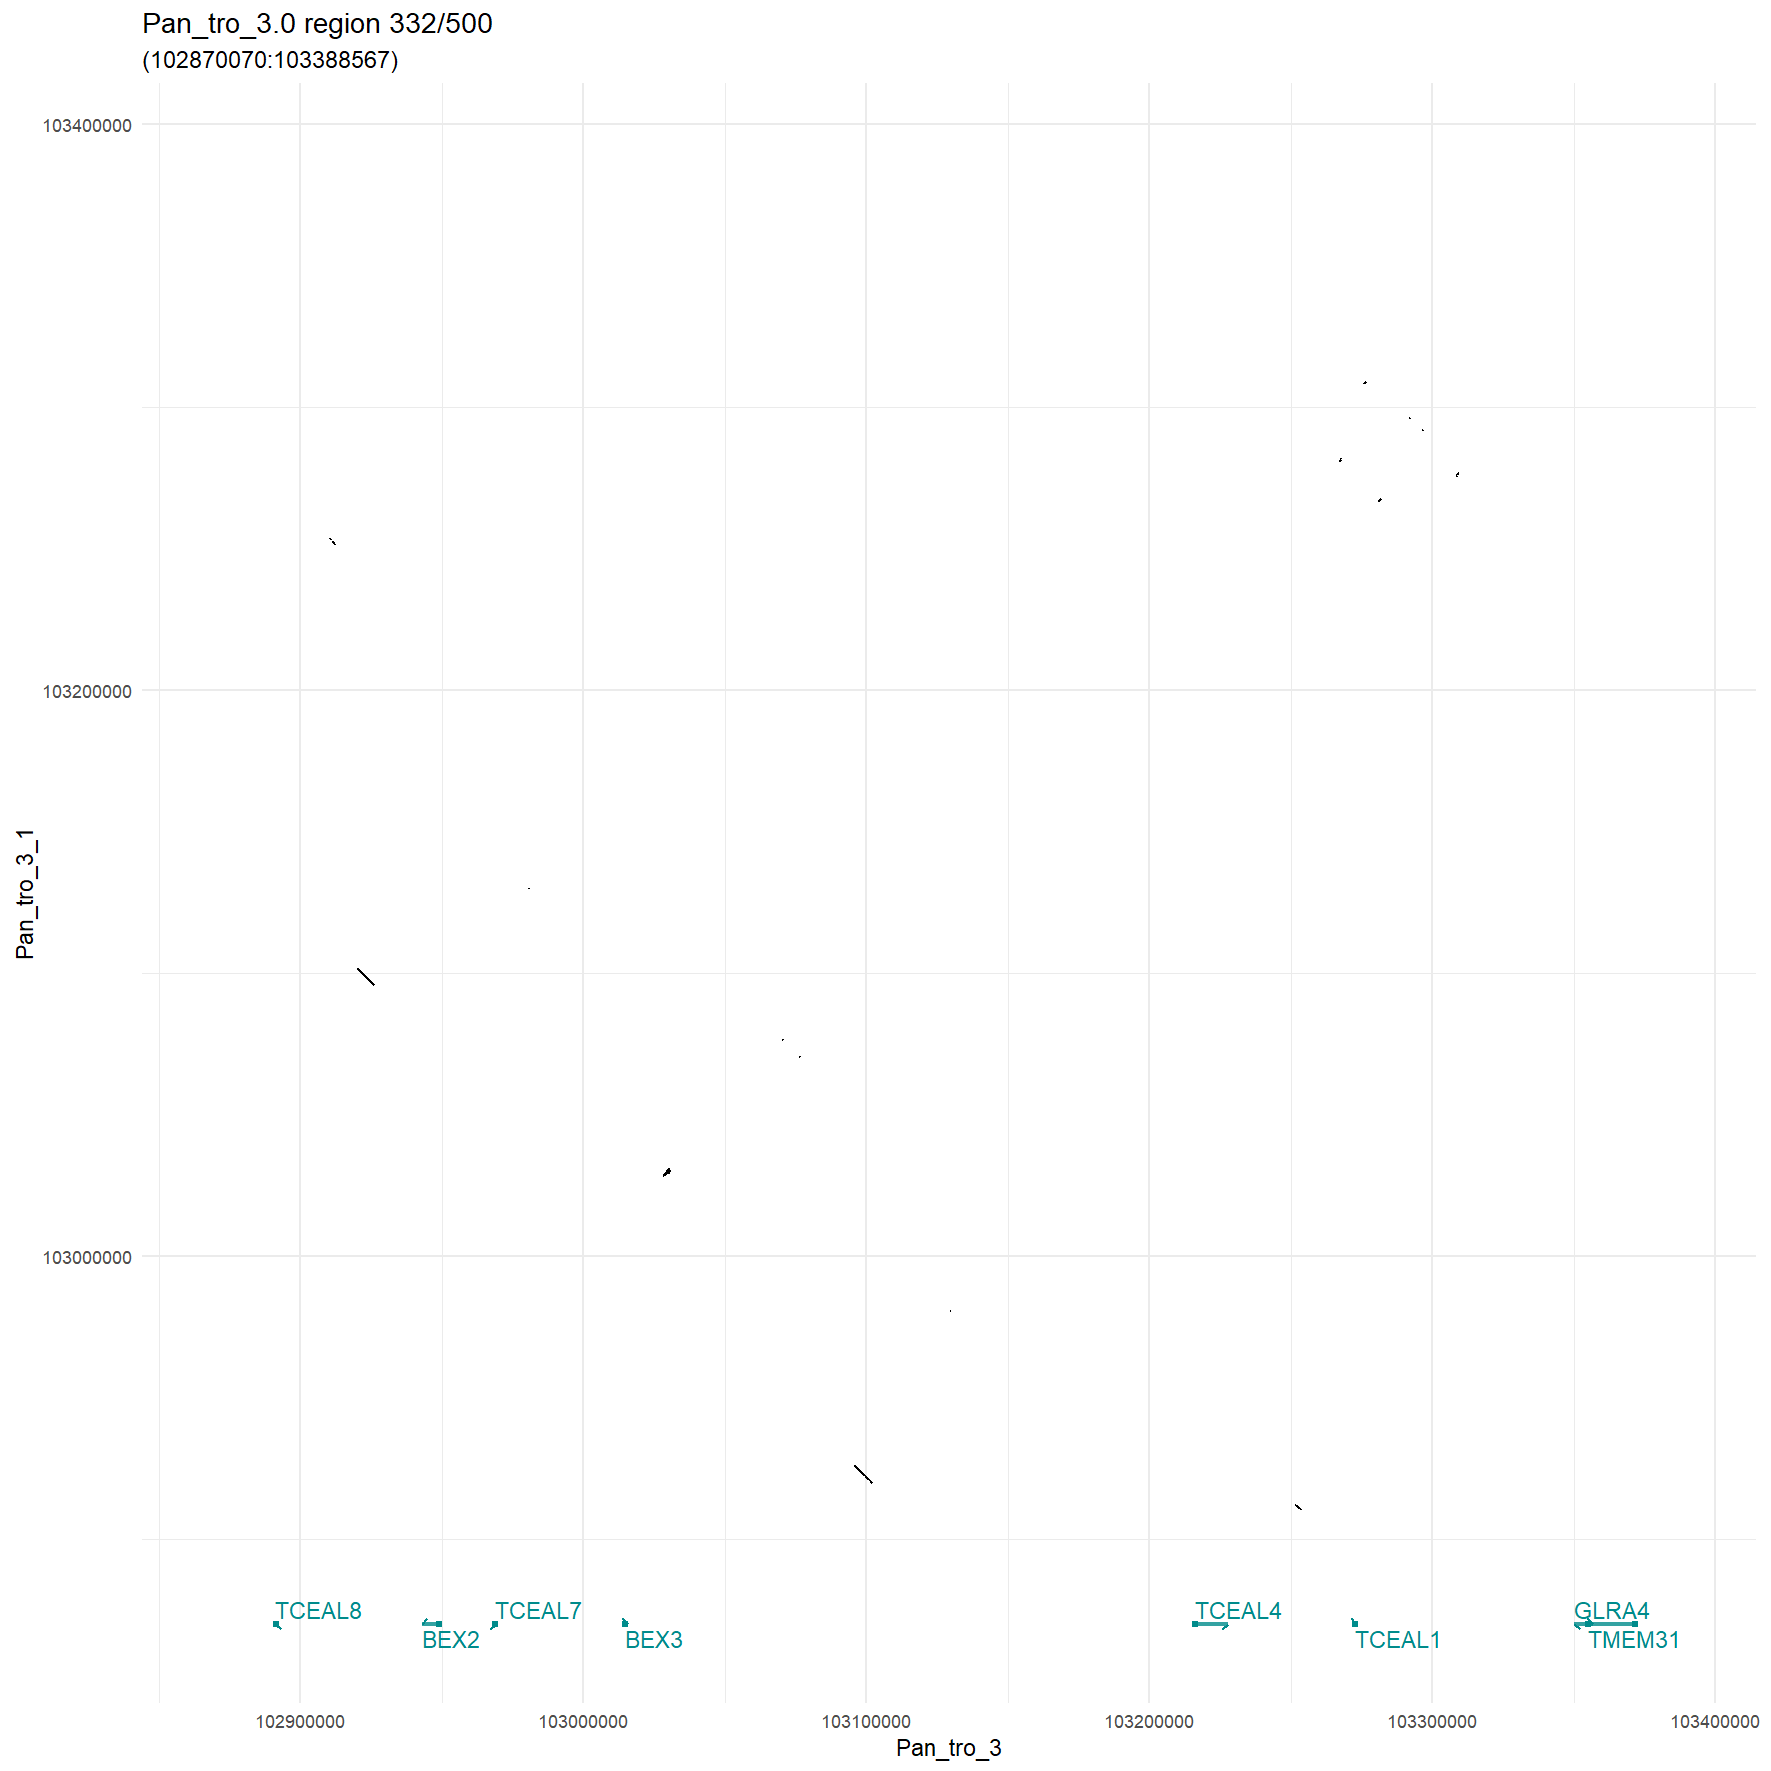 Pan_tro_3.0 region 332/500
(102870070:103388567)
103400000
103200000
103000000
Pan_tro_3_1
TCEAL8
TCEAL7
TCEAL4
GLRA4
BEX2
BEX3
TCEAL1
TMEM31
102900000
103000000
103100000
103200000
103300000
103400000
Pan_tro_3